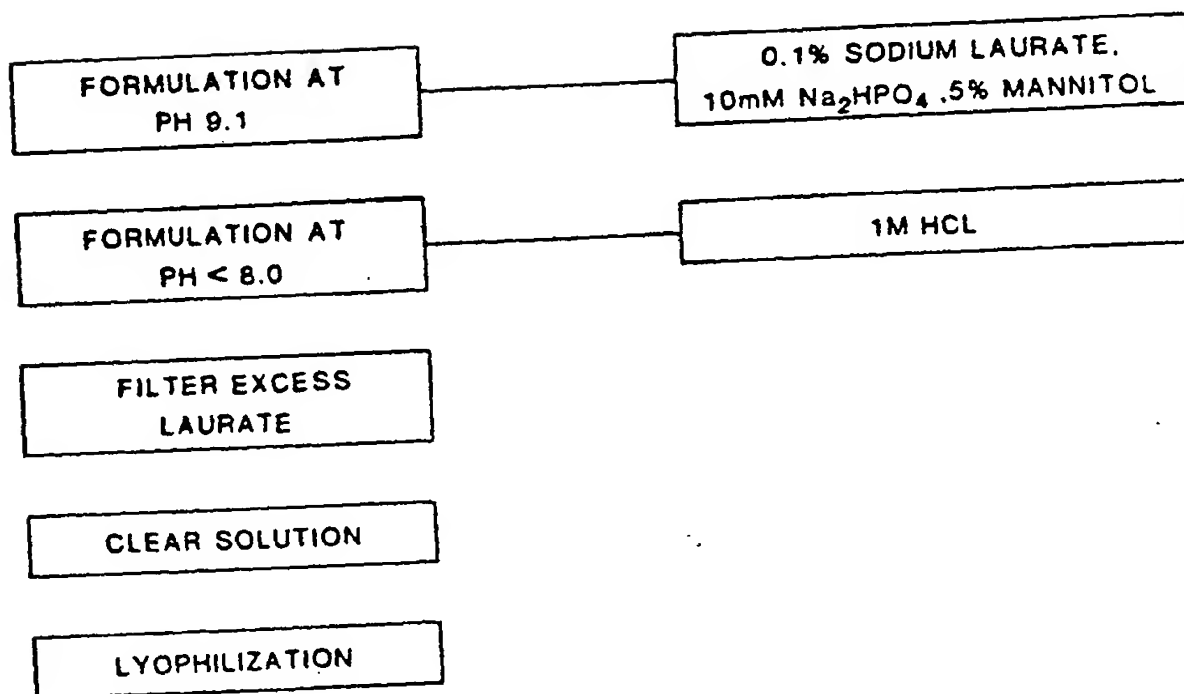 FORMULATION AT
PH 9.1
0.1% SODIUM LAURATE,
10mM Na₂HPO₄ .5% MANNITOL
FORMULATION AT
PH < 8.0
1M HCL
FILTER EXCESS
LAURATE
CLEAR SOLUTION
LYOPHILIZATION